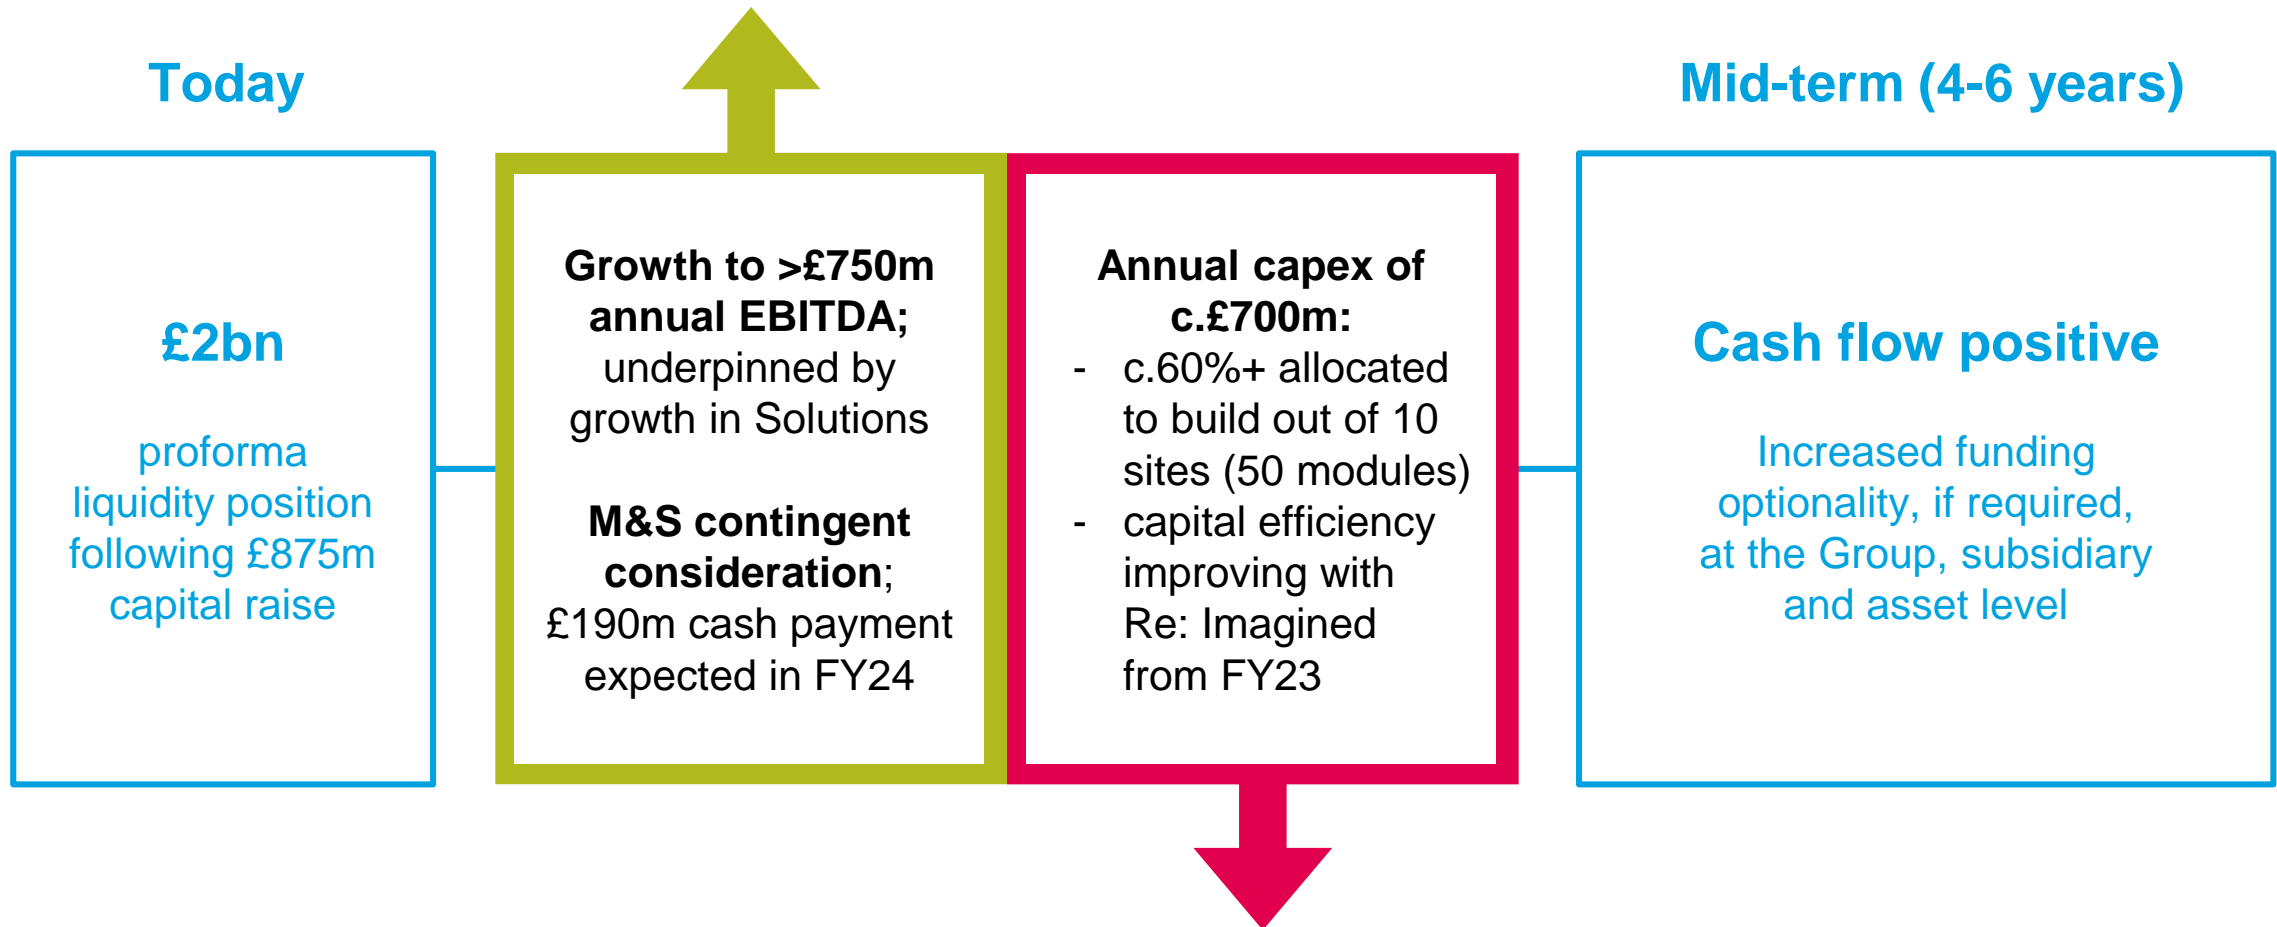 Today
£2bn
proforma
liquidity position
following £875m
capital raise
Growth to >£750m
annual EBITDA;
underpinned by
growth in Solutions
M&S contingent
consideration;
£190m cash payment
expected in FY24
Annual capex of
c.£700m:
- c.60%+ allocated
to build out of 10
sites (50 modules)
- capital efficiency
improving with
Re: Imagined
from FY23
Mid-term (4-6 years)
Cash flow positive
Increased funding
optionality, if required,
at the Group, subsidiary
and asset level